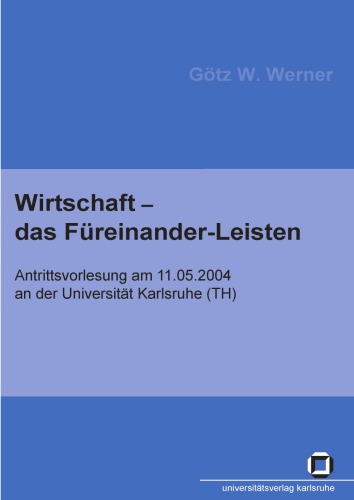 Götz W. Werner
Wirtschaft –
das Füreinander-Leisten
Antrittsvorlesung am 11.05.2004
an der Universität Karlsruhe (TH)
universitätsverlag karlsruhe